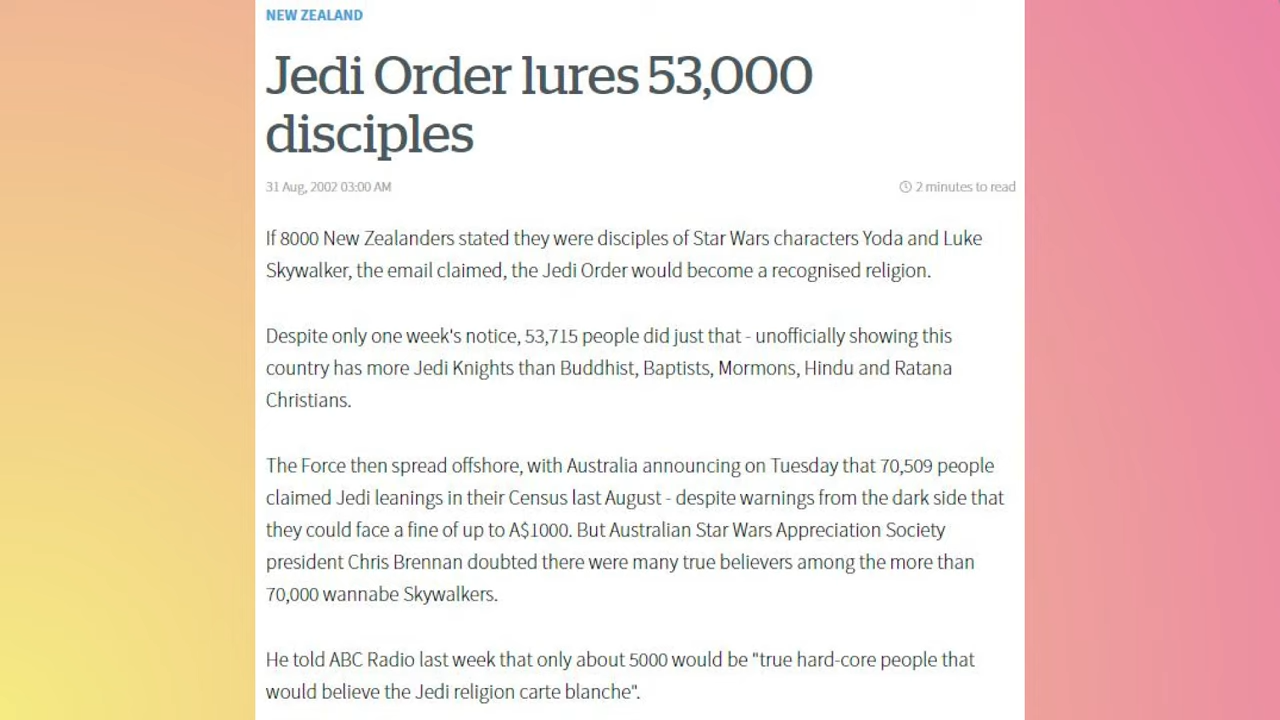 NEW ZEALAND
Jedi Order lures 53,000
disciples
31 Aug, 2002 03:00 AM
2 minutes to read
If 8000 New Zealanders stated they were disciples of Star Wars characters Yoda and Luke
Skywalker, the email claimed, the Jedi Order would become a recognised religion.
Despite only one week's notice, 53,715 people did just that - unofficially showing this
country has more Jedi Knights than Buddhist, Baptists, Mormons, Hindu and Ratana
Christians.
The Force then spread offshore, with Australia announcing on Tuesday that 70,509 people
claimed Jedi leanings in their Census last August - despite warnings from the dark side that
they could face a fine of up to A$1000. But Australian Star Wars Appreciation Society
president Chris Brennan doubted there were many true believers among the more than
70,000 wannabe Skywalkers.
He told ABC Radio last week that only about 5000 would be "true hard-core people that
would believe the Jedi religion carte blanche".